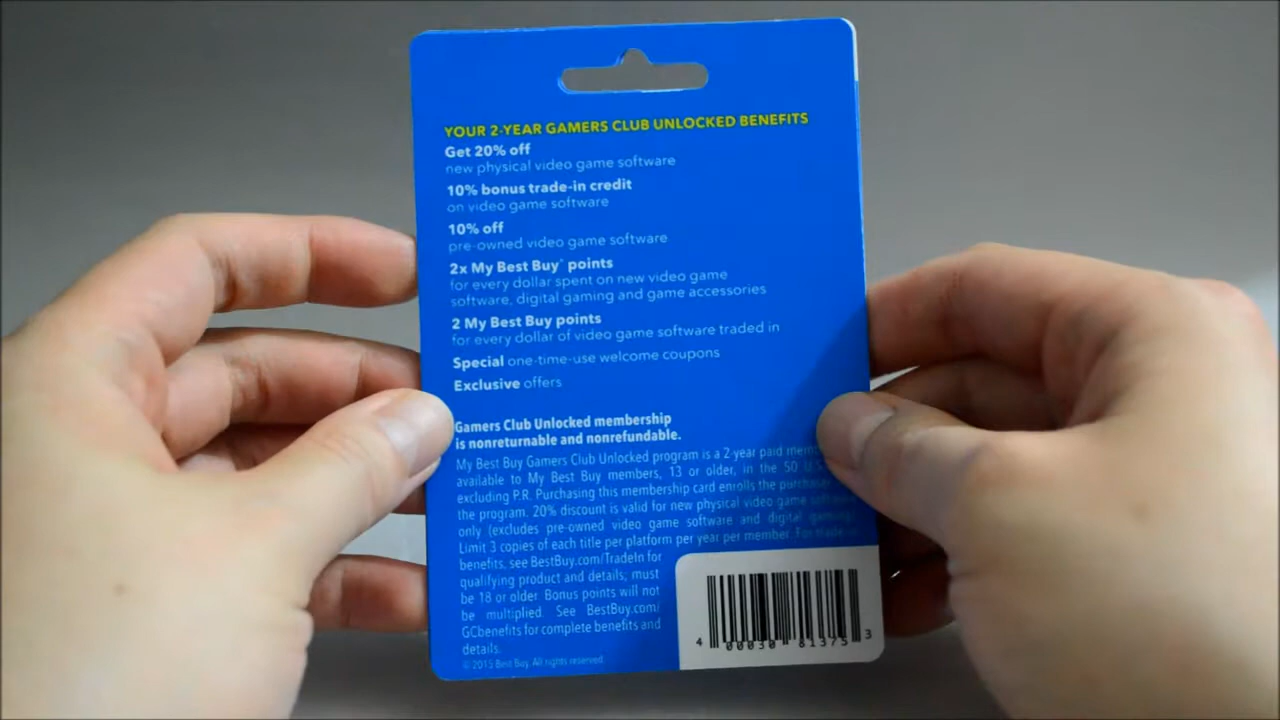 YOUR 2-YEAR GAMERS CLUB UNLOCKED BENEFITS
Get 20% off
new physical video game software
10% bonus trade-in credit
on video game software
10% off
pre-owned video game software
2x My Best Buy® points
for every dollar spent on new video game
software, digital gaming and game accessories
2 My Best Buy points
for every dollar of video game software traded in
Special one-time-use welcome coupons
Exclusive offers
Gamers Club Unlocked membership
is nonreturnable and nonrefundable.
My Best Buy Gamers Club Unlocked program is a 2-year paid
available to My Best Buy members, 13 or older, in the 50
excluding P.R. Purchasing this membership card enrolls the
the program. 20% discount is valid for new physical video game
only (excludes pre-owned video game software and digital gaming).
Limit 3 copies of each title per platform per year per member. For
benefits, see BestBuy.com/TradeIn for
qualifying product and details; must
be 18 or older. Bonus points will not
be multiplied. See BestBuy.com/
GCbenefits for complete benefits and
details.
© 2015 Best Buy. All rights reserved.
4 00030 81375 3